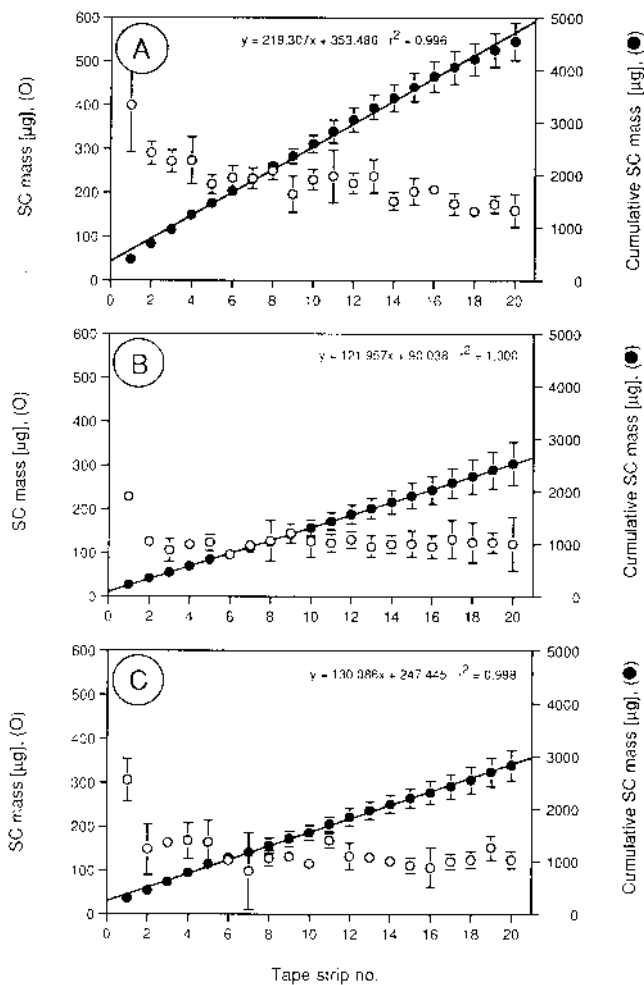 SC mass [µg], (O)
600
500
400
300
200
100
0
A
y = 219.307x + 353.486 r² = 0.996
5000
4000
3000
2000
1000
0
Cumulative SC mass [µg], (●)
0 2 4 6 8 10 12 14 16 18 20
SC mass [µg], (O)
600
500
400
300
200
100
0
B
y = 121.957x + r² = 1.000
5000
4000
3000
2000
1000
0
Cumulative SC mass [µg], (●)
0 2 4 6 8 10 12 14 16 18 20
SC mass [µg], (O)
600
500
400
300
200
100
0
C
y = 130.086x + 247.445 r² = 0.998
5000
4000
3000
2000
1000
0
Cumulative SC mass [µg], (●)
0 2 4 6 8 10 12 14 16 18 20
Tape strip no.